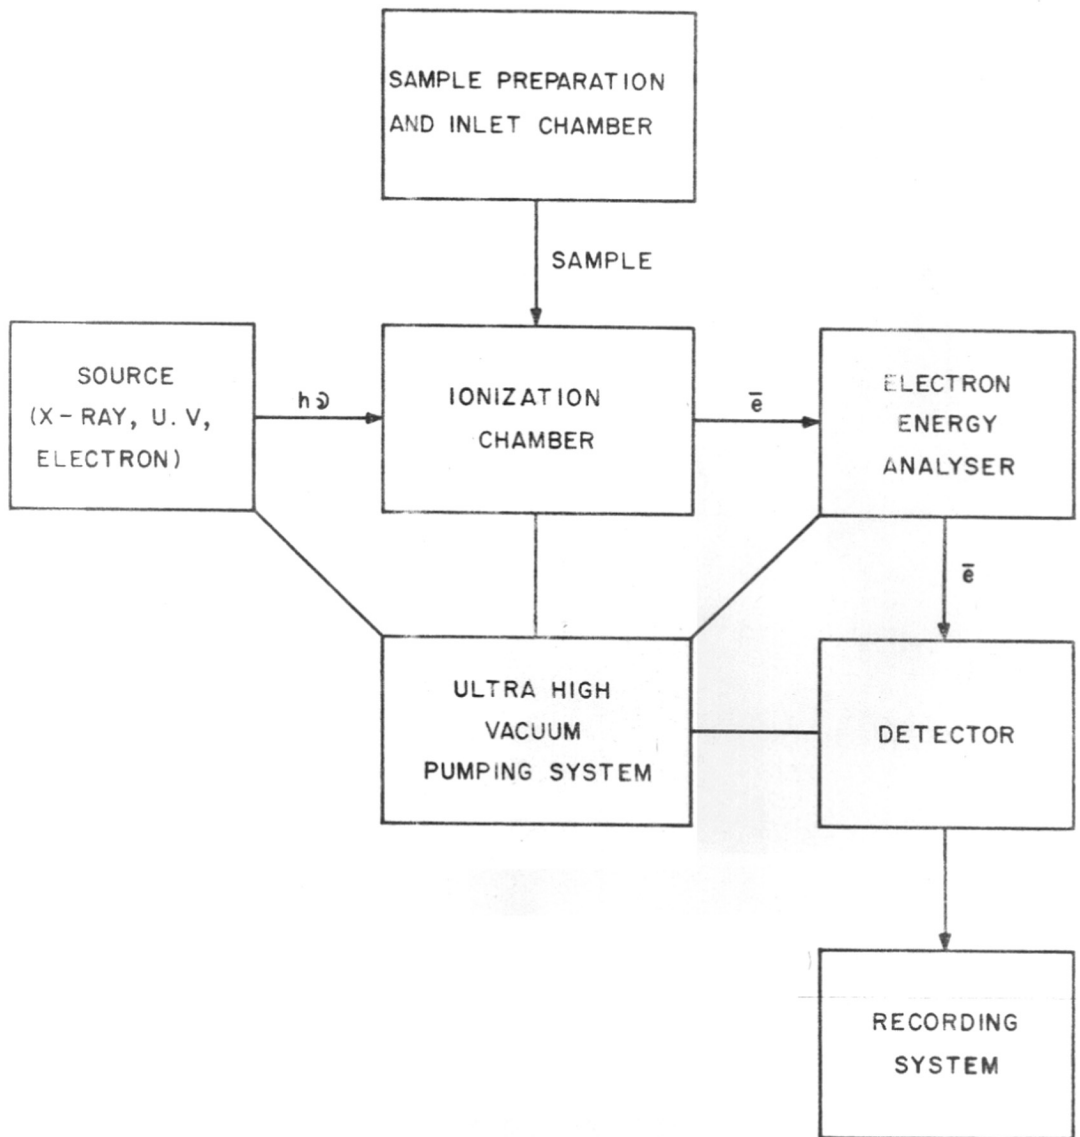 SAMPLE PREPARATION
AND INLET CHAMBER
SAMPLE
SOURCE
(X-RAY, U.V,
ELECTRON)
hν
IONIZATION
CHAMBER
e̅
ELECTRON
ENERGY
ANALYSER
e̅
ULTRA HIGH
VACUUM
PUMPING SYSTEM
DETECTOR
RECORDING
SYSTEM